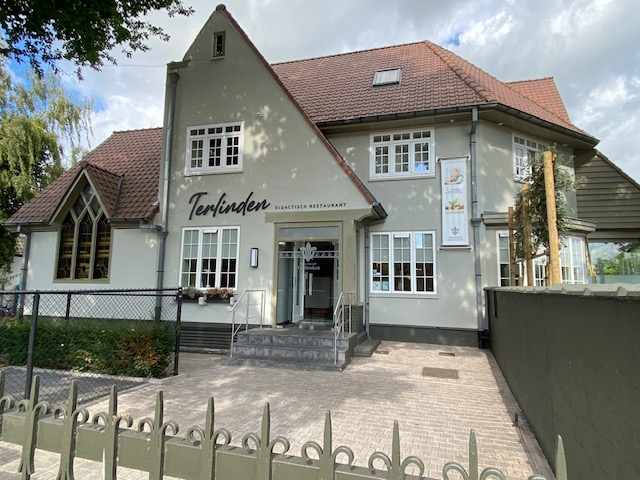 Terlinden
DIDACTISCH RESTAURANT